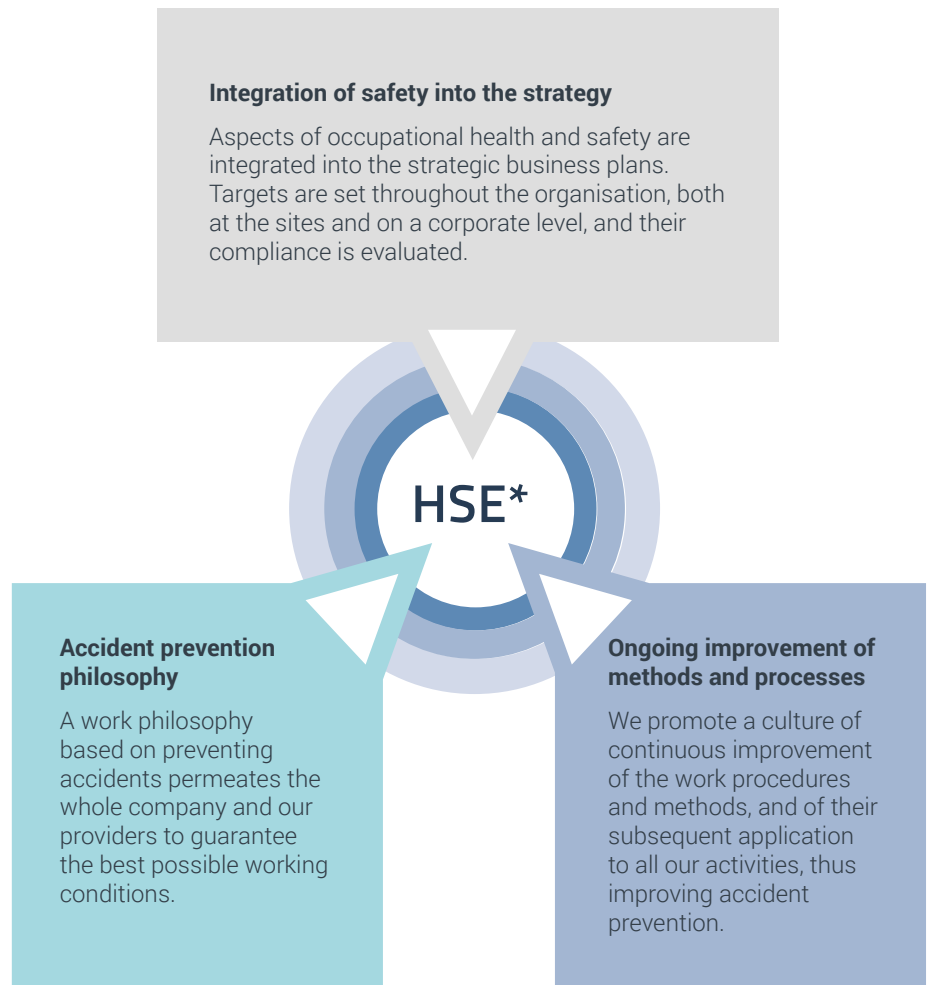 Integration of safety into the strategy
Aspects of occupational health and safety are
integrated into the strategic business plans.
Targets are set throughout the organisation, both
at the sites and on a corporate level, and their
compliance is evaluated.
HSE*
Accident prevention
philosophy
A work philosophy
based on preventing
accidents permeates the
whole company and our
providers to guarantee
the best possible working
conditions.
Ongoing improvement of
methods and processes
We promote a culture of
continuous improvement
of the work procedures
and methods, and of their
subsequent application
to all our activities, thus
improving accident
prevention.